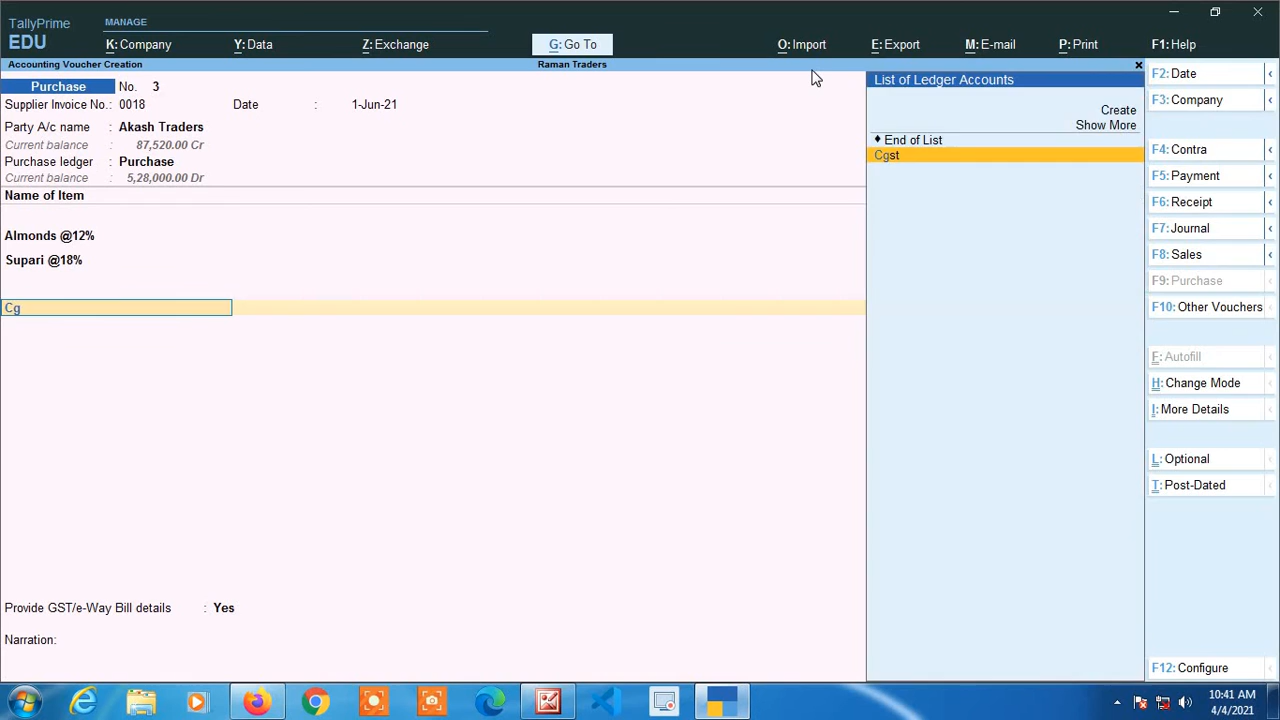 TallyPrime
EDU
MANAGE
K: Company
Y: Data
Z: Exchange
G: Go To
O: Import
E: Export
M: E-mail
P: Print
F1: Help
Accounting Voucher Creation
Raman Traders
Purchase No. 3
Supplier Invoice No.: 0018 Date : 1-Jun-21
Party A/c name : Akash Traders
Current balance : 87,520.00 Cr
Purchase ledger : Purchase
Current balance : 5,28,000.00 Dr
Name of Item
Almonds @12%
Supari @18%
Cg
Provide GST/e-Way Bill details : Yes
Narration:
List of Ledger Accounts
Create
Show More
♦ End of List
Cgst
F2: Date
F3: Company
F4: Contra
F5: Payment
F6: Receipt
F7: Journal
F8: Sales
F9: Purchase
F10: Other Vouchers
F: Autofill
H: Change Mode
I: More Details
L: Optional
T: Post-Dated
F12: Configure
10:41 AM
4/4/2021